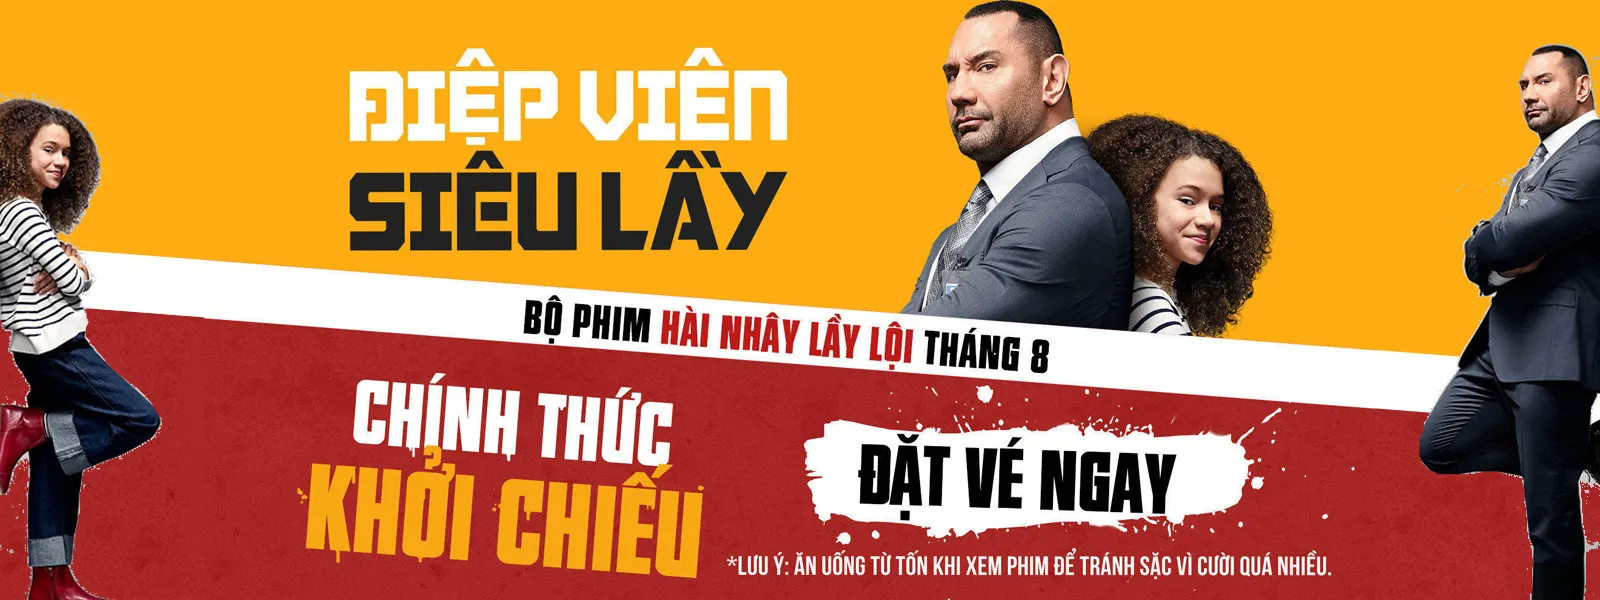 ĐIỆP VIÊN
SIÊU LẦY
BỘ PHIM HÀI NHÂY LẦY LỘI THÁNG 8
CHÍNH THỨC
KHỞI CHIẾU
ĐẶT VÉ NGAY
*LƯU Ý: ĂN UỐNG TỪ TỐN KHI XEM PHIM ĐỂ TRÁNH SẶC VÌ CƯỜI QUÁ NHIỀU.